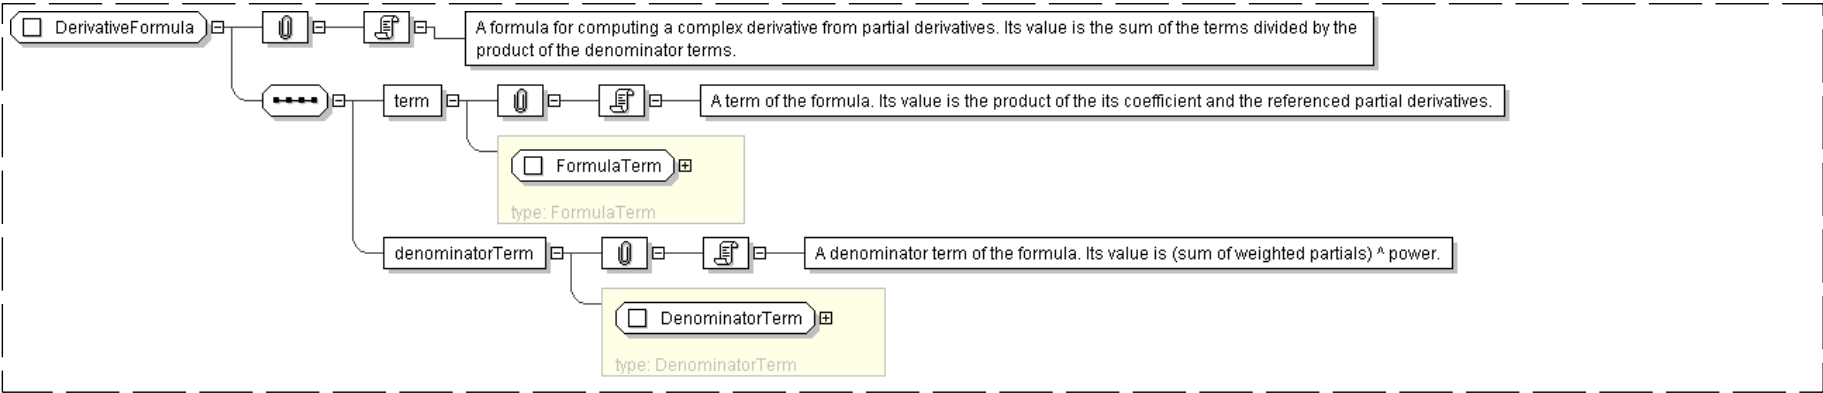 DerivativeFormula
A formula for computing a complex derivative from partial derivatives. Its value is the sum of the terms divided by the
product of the denominator terms.
term
A term of the formula. Its value is the product of the its coefficient and the referenced partial derivatives.
FormulaTerm
type: FormulaTerm
denominatorTerm
A denominator term of the formula. Its value is (sum of weighted partials) ^ power.
DenominatorTerm
type: DenominatorTerm